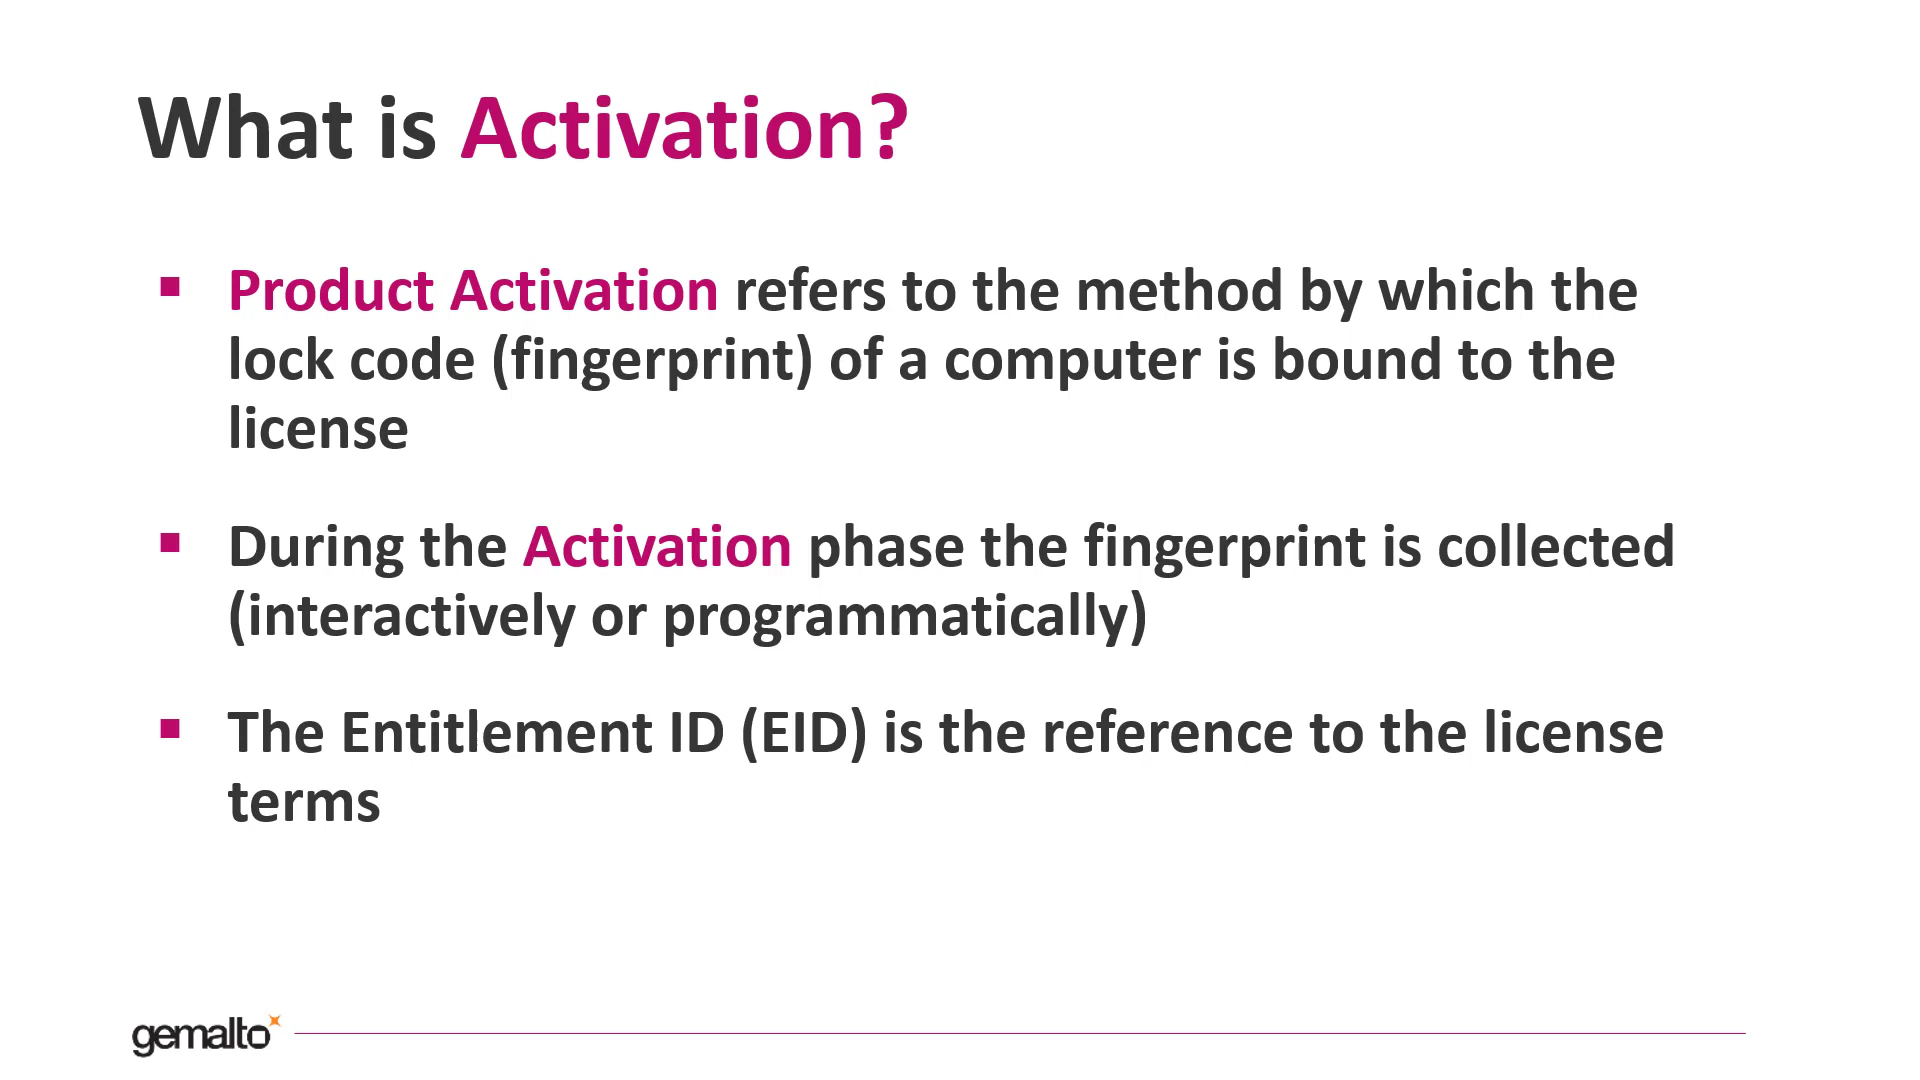 What is Activation?
Product Activation refers to the method by which the
lock code (fingerprint) of a computer is bound to the
license
During the Activation phase the fingerprint is collected
(interactively or programmatically)
The Entitlement ID (EID) is the reference to the license
terms
gemalto